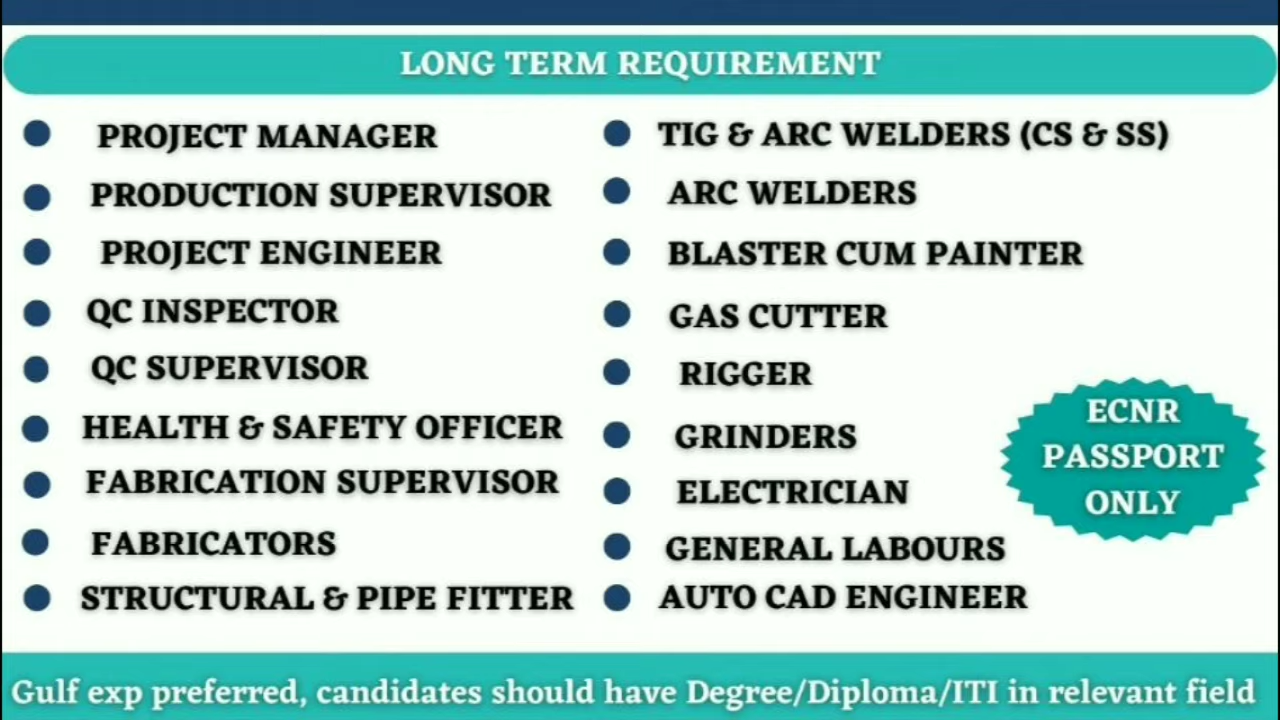 LONG TERM REQUIREMENT
PROJECT MANAGER
PRODUCTION SUPERVISOR
PROJECT ENGINEER
QC INSPECTOR
QC SUPERVISOR
HEALTH & SAFETY OFFICER
FABRICATION SUPERVISOR
FABRICATORS
STRUCTURAL & PIPE FITTER
TIG & ARC WELDERS (CS & SS)
ARC WELDERS
BLASTER CUM PAINTER
GAS CUTTER
RIGGER
GRINDERS
ELECTRICIAN
GENERAL LABOURS
AUTO CAD ENGINEER
ECNR
PASSPORT
ONLY
Gulf exp preferred, candidates should have Degree/Diploma/ITI in relevant field